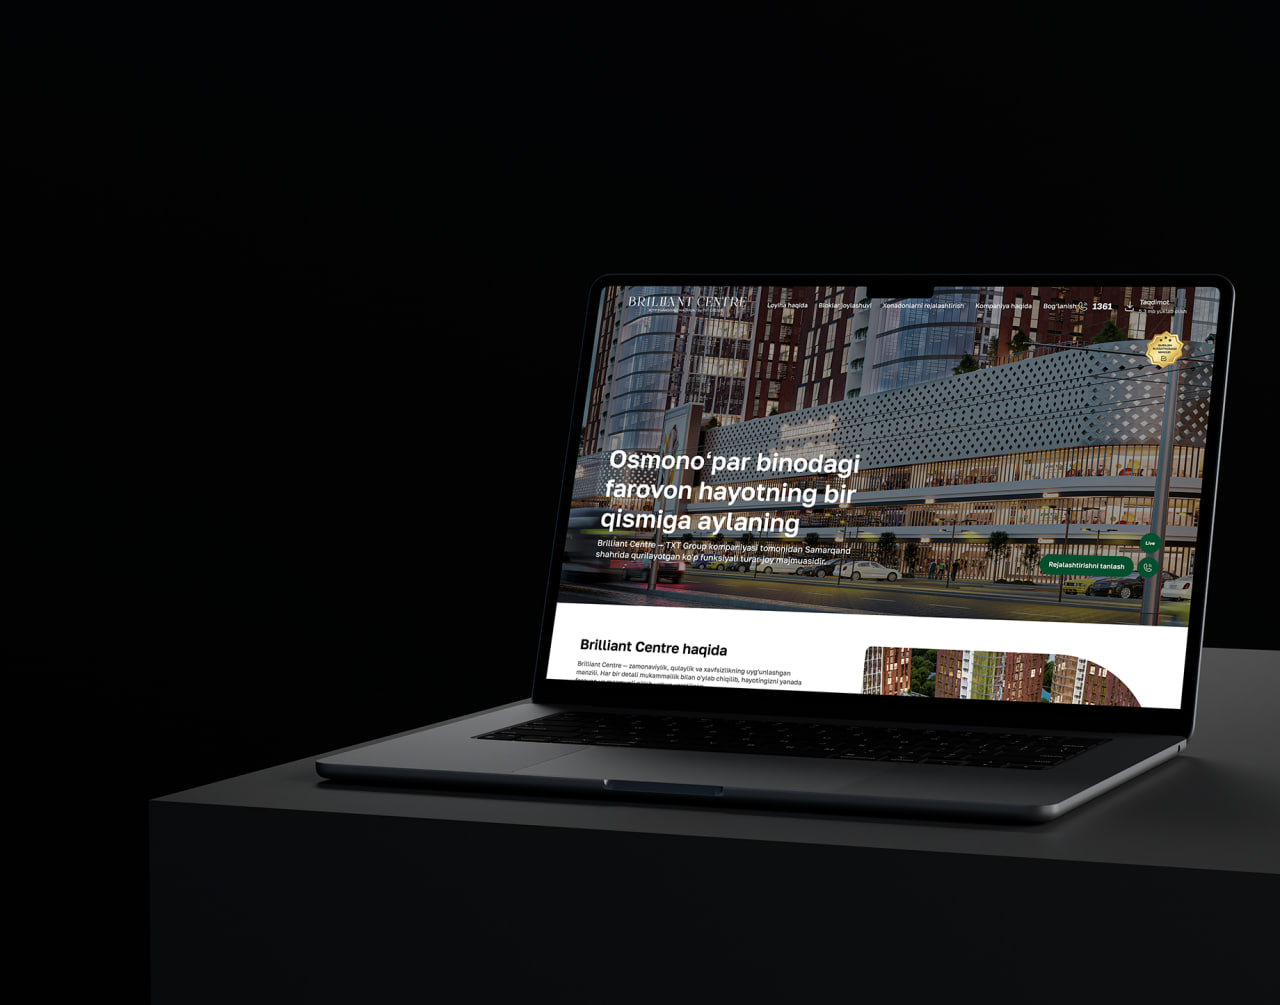 BRILLIANT CENTRE
Loyiha haqida
Bloklar joylashuvi
Xonadonlarni rejalashtirish
Kompaniya haqida
Bog'lanish
1361
Taqdimot
Osmono‘par binodagi
farovon hayotning bir
qismiga aylaning
Brilliant Centre — TXT Group kompaniyasi tomonidan Samarqand
shahrida qurilayotgan ko'p funksiyali turar-joy majmuasidir.
Live
Rejalashtirishni tanlash
Brilliant Centre haqida
Brilliant Centre — zamonaviylik, qulaylik va xavfsizlikning uyg'unlashgan
manzili. Har bir detali mukammallik bilan o'ylab chiqilib, hayotingizni yanada